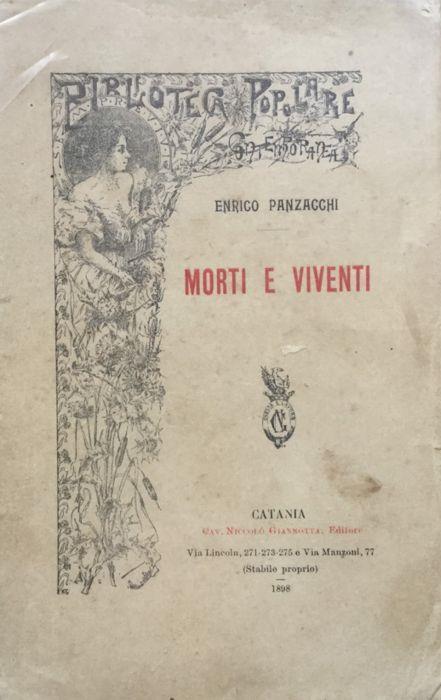 BIBLIOTECA POPOLARE
CONTEMPORANEA
ENRICO PANZACCHI
MORTI E VIVENTI
CATANIA
CAV. NICCOLÒ GIANNOTTA, Editore
Via Lincoln, 271-273-275 e Via Manzoni, 77
(Stabile proprio)
1898